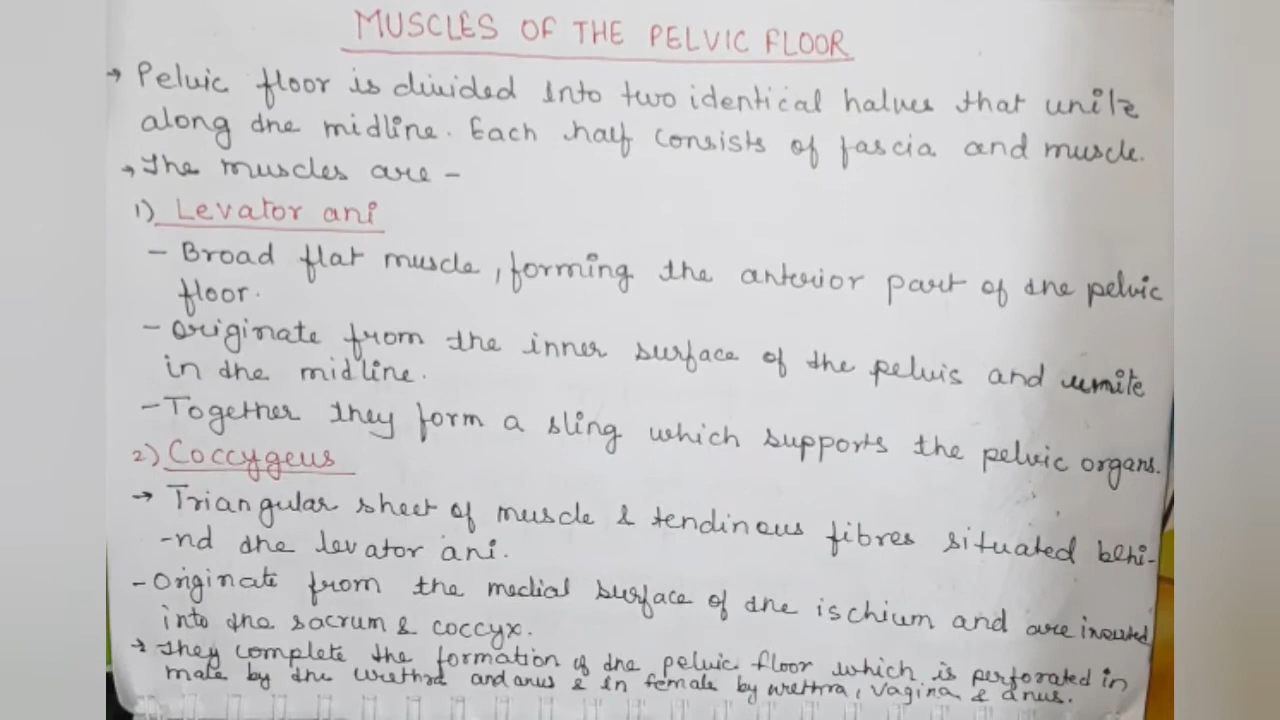 MUSCLES OF THE PELVIC FLOOR
→ Pelvic floor is divided into two identical halves that unite
along the midline. Each half consists of fascia and muscle.
→ The muscles are –
1) Levator ani
– Broad flat muscle, forming the anterior part of the pelvic
floor.
– Originate from the inner surface of the pelvis and unite
in the midline.
– Together they form a sling which supports the pelvic organs.
2) Coccygeus
→ Triangular sheet of muscle & tendinous fibres situated behi-
-nd the levator ani.
– Originate from the medial surface of the ischium and are inserted
into the sacrum & coccyx.
→ They complete the formation of the pelvic floor which is perforated in
male by the urethra and anus & in female by urethra, vagina & anus.